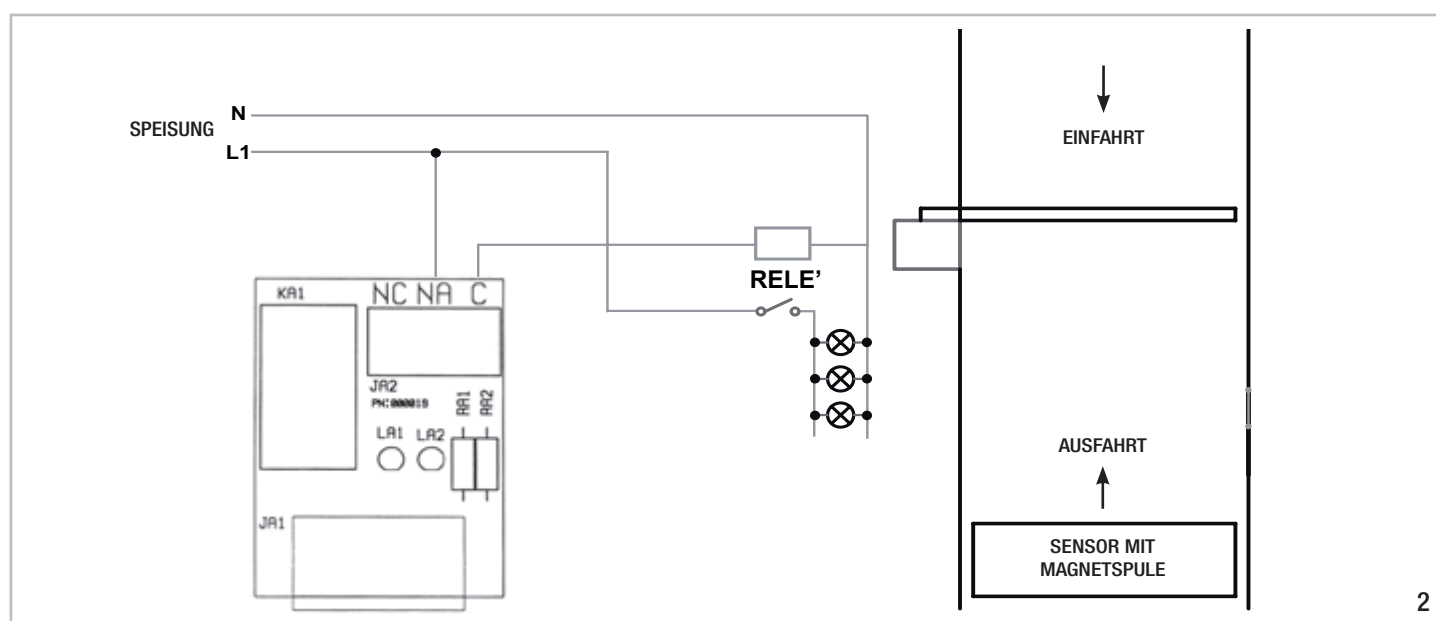 SPEISUNG
N
L1
EINFAHRT
RELE’
KA1
NC NA C
JA2
PN:000019
RA1
RA2
LA1 LA2
JA1
AUSFAHRT
SENSOR MIT
MAGNETSPULE
2